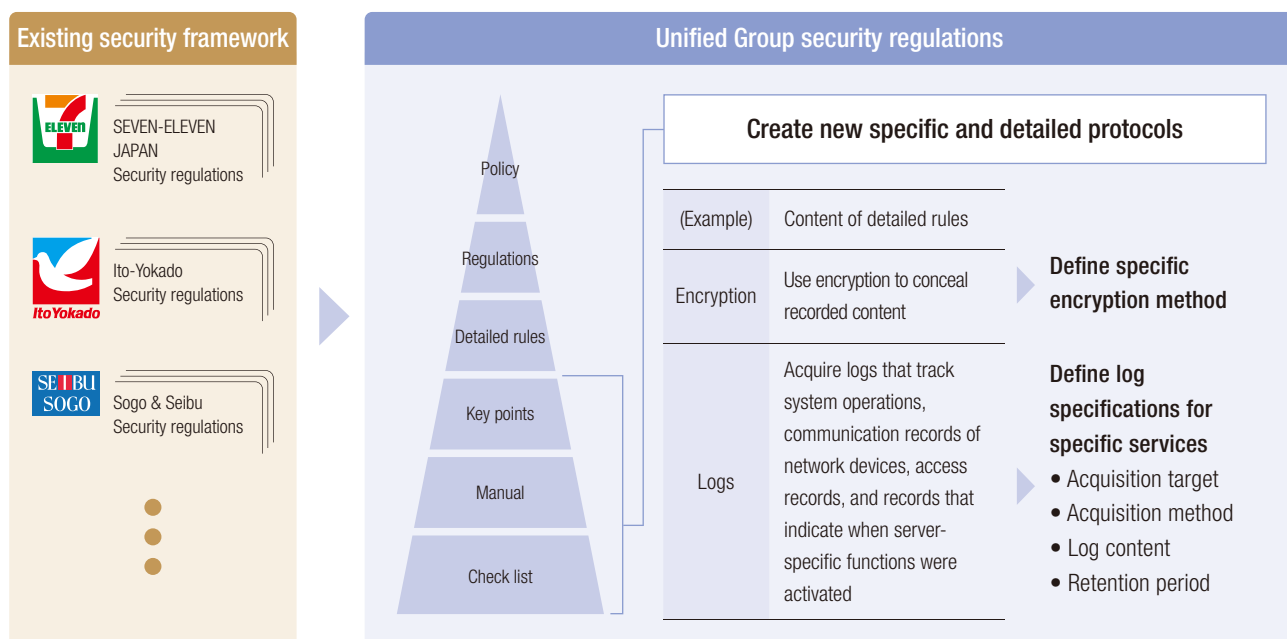 Existing security framework
ELEVEN
SEVEN-ELEVEN
JAPAN
Security regulations
Ito-Yokado
Security regulations
ItoYokado
SEIBU
SOGO
Sogo & Seibu
Security regulations
Unified Group security regulations
Policy
Regulations
Detailed rules
Key points
Manual
Check list
Create new specific and detailed protocols
(Example)
Content of detailed rules
Encryption
Use encryption to conceal
recorded content
Define specific
encryption method
Logs
Acquire logs that track
system operations,
communication records of
network devices, access
records, and records that
indicate when server-
specific functions were
activated
Define log
specifications for
specific services
• Acquisition target
• Acquisition method
• Log content
• Retention period